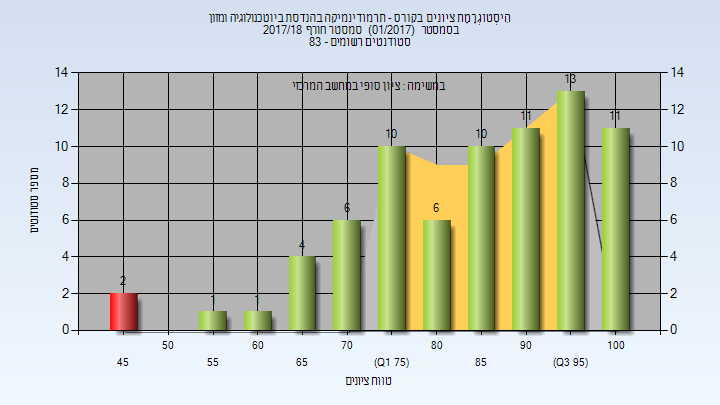 הִיסְטוֹגְרָמַת ציונים בקורס - תרמודינמיקה בהנדסת ביוטכנולוגיה ומזון
בסמסטר (01/2017) סמסטר חורף 2017/18
סטודנטים רשומים - 83
במשימה : ציון סופי במחשב המרכזי
מספר סטודנטים
14 14
12 12
10 10
8 8
6 6
4 4
2 2
0 0
2 1 1 4 6 10 6 10 11 13 11
50 60 70 80 90 100
45 55 65 (Q1 75) 85 (Q3 95)
טווח ציונים